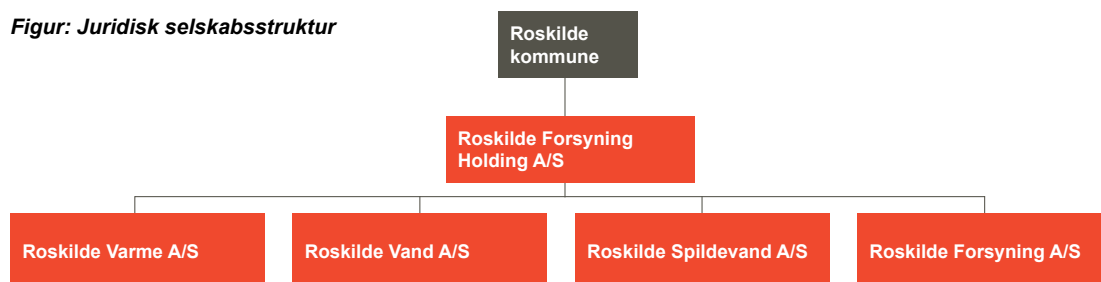 Figur: Juridisk selskabsstruktur
Roskilde
kommune
Roskilde Forsyning
Holding A/S
Roskilde Varme A/S
Roskilde Vand A/S
Roskilde Spildevand A/S
Roskilde Forsyning A/S